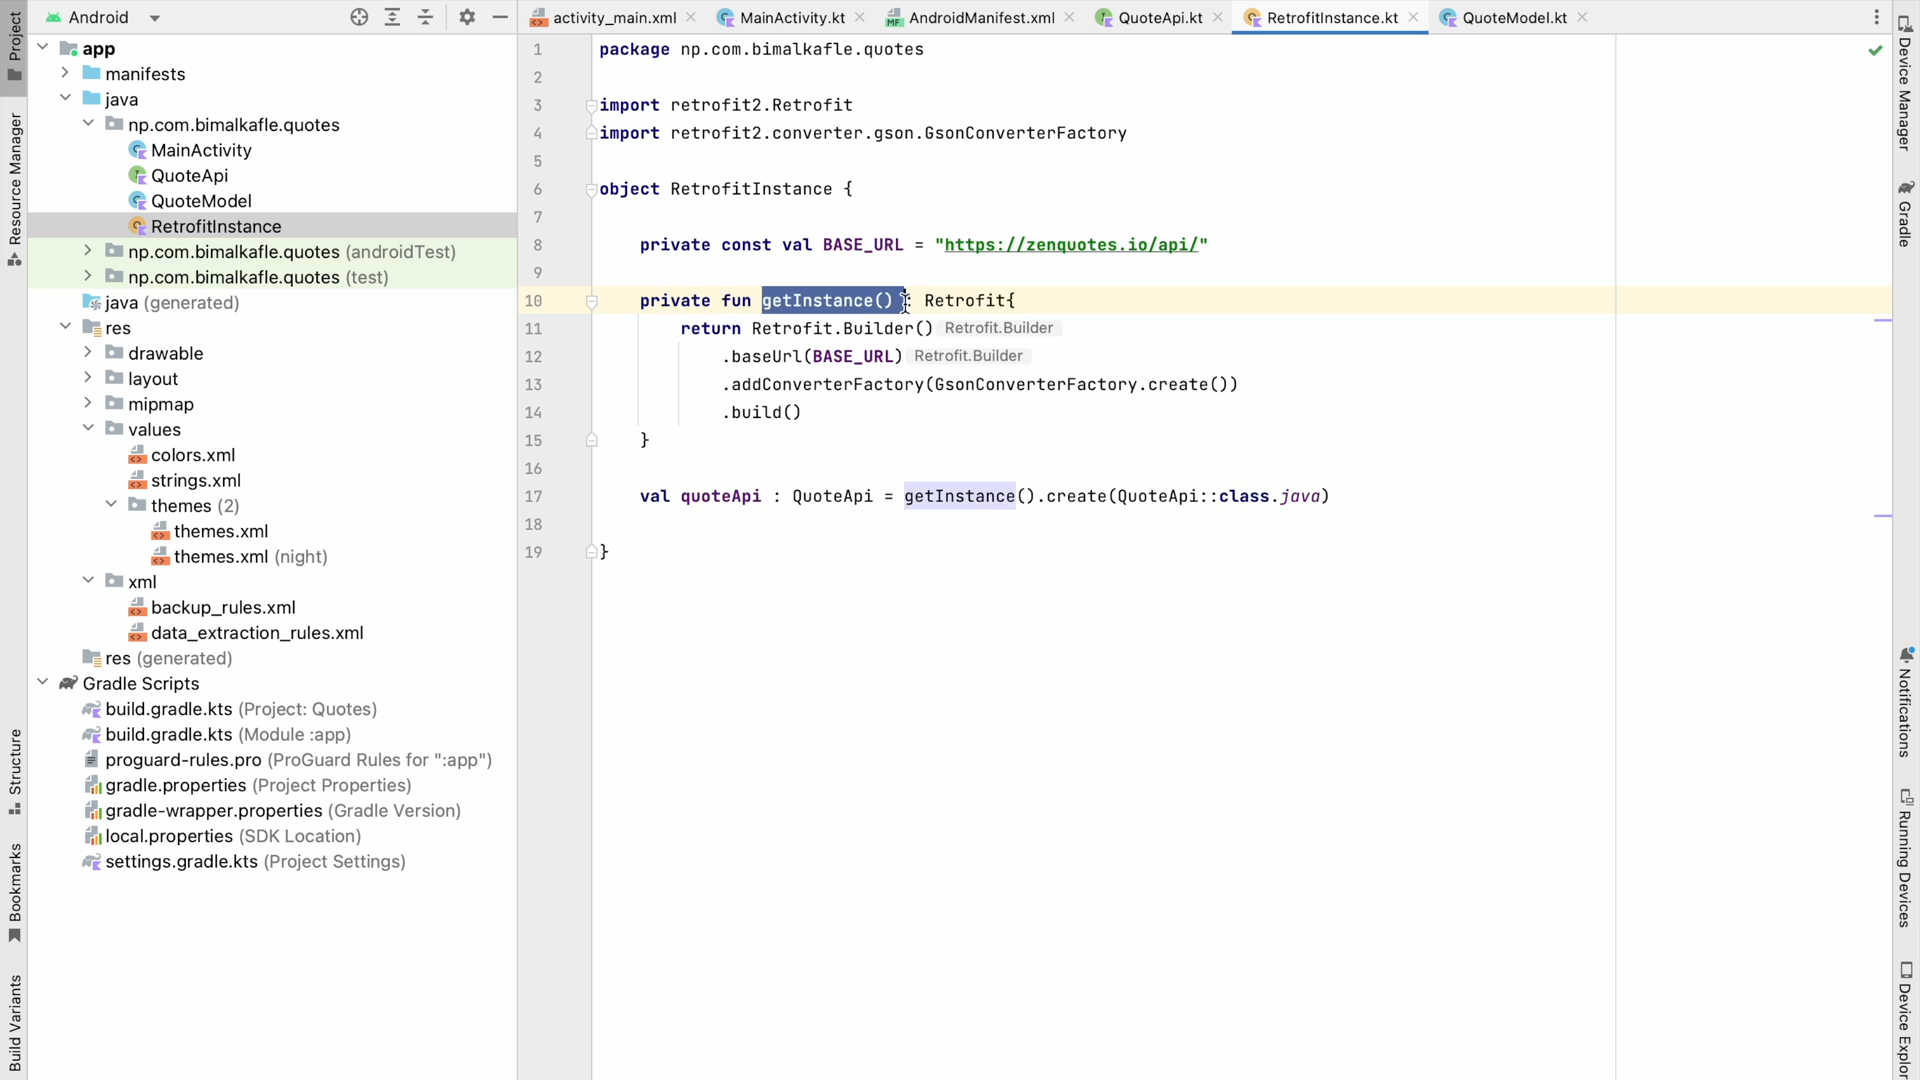 Project
Resource Manager
Structure
Bookmarks
Build Variants
Android
app
manifests
java
np.com.bimalkafle.quotes
MainActivity
QuoteApi
QuoteModel
RetrofitInstance
np.com.bimalkafle.quotes (androidTest)
np.com.bimalkafle.quotes (test)
java (generated)
res
drawable
layout
mipmap
values
colors.xml
strings.xml
themes (2)
themes.xml
themes.xml (night)
xml
backup_rules.xml
data_extraction_rules.xml
res (generated)
Gradle Scripts
build.gradle.kts (Project: Quotes)
build.gradle.kts (Module :app)
proguard-rules.pro (ProGuard Rules for ":app")
gradle.properties (Project Properties)
gradle-wrapper.properties (Gradle Version)
local.properties (SDK Location)
settings.gradle.kts (Project Settings)
activity_main.xml MainActivity.kt AndroidManifest.xml QuoteApi.kt RetrofitInstance.kt QuoteModel.kt
1 package np.com.bimalkafle.quotes
2
3 import retrofit2.Retrofit
4 import retrofit2.converter.gson.GsonConverterFactory
5
6 object RetrofitInstance {
7
8 private const val BASE_URL = "https://zenquotes.io/api/"
9
10 private fun getInstance() : Retrofit{
11 return Retrofit.Builder() Retrofit.Builder
12 .baseUrl(BASE_URL) Retrofit.Builder
13 .addConverterFactory(GsonConverterFactory.create())
14 .build()
15 }
16
17 val quoteApi : QuoteApi = getInstance().create(QuoteApi::class.java)
18
19 }
Device Manager
Gradle
Notifications
Running Devices
Device Explor